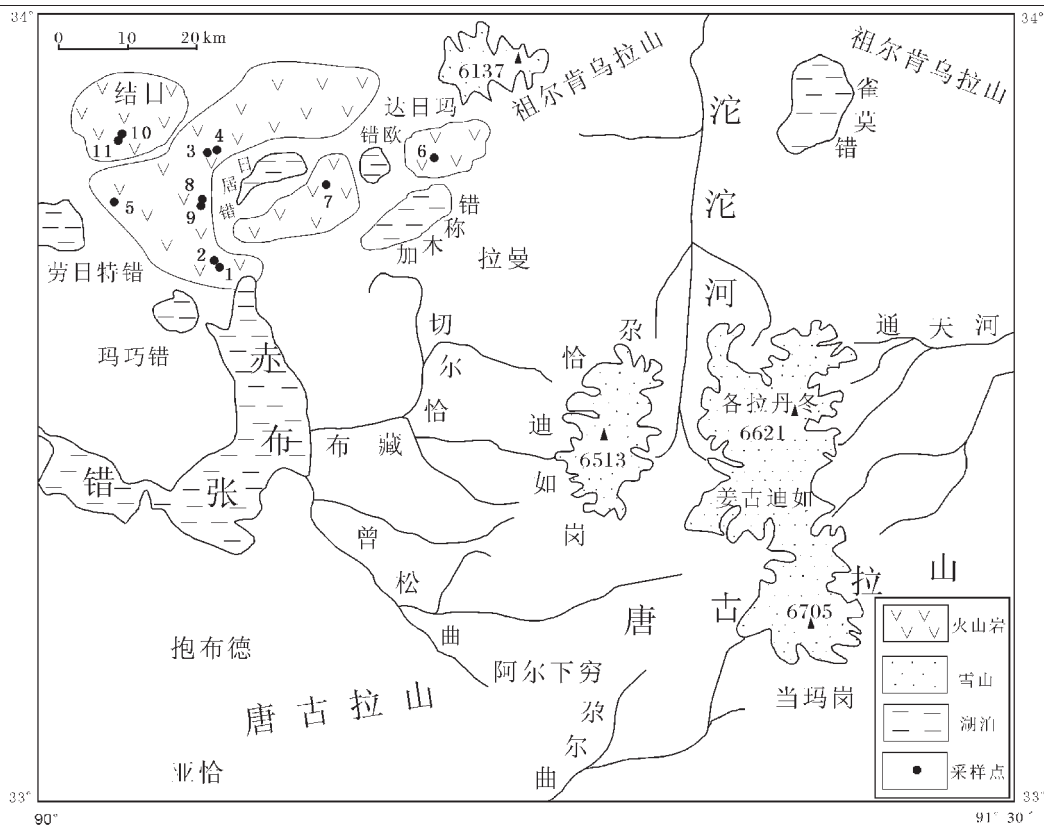 34°
34°
0 10 20 km
6137
祖尔肯乌拉山
祖尔肯乌拉山
结日
达日玛
错欧
雀莫错
沱沱河
10
11
3
4
6
日居错
7
8
9
5
2
1
加木称错
拉曼
劳日特错
玛巧错
赤布张错
切尔恰
布藏
通天河
尕恰迪如岗
6513
各拉丹冬
6621
姜古迪如
曾松曲
唐古拉山
6705
抱布德
阿尔下穷
当玛岗
唐古拉山
尕尔曲
亚恰
火山岩
雪山
湖泊
采样点
33°
33°
90°
91° 30′